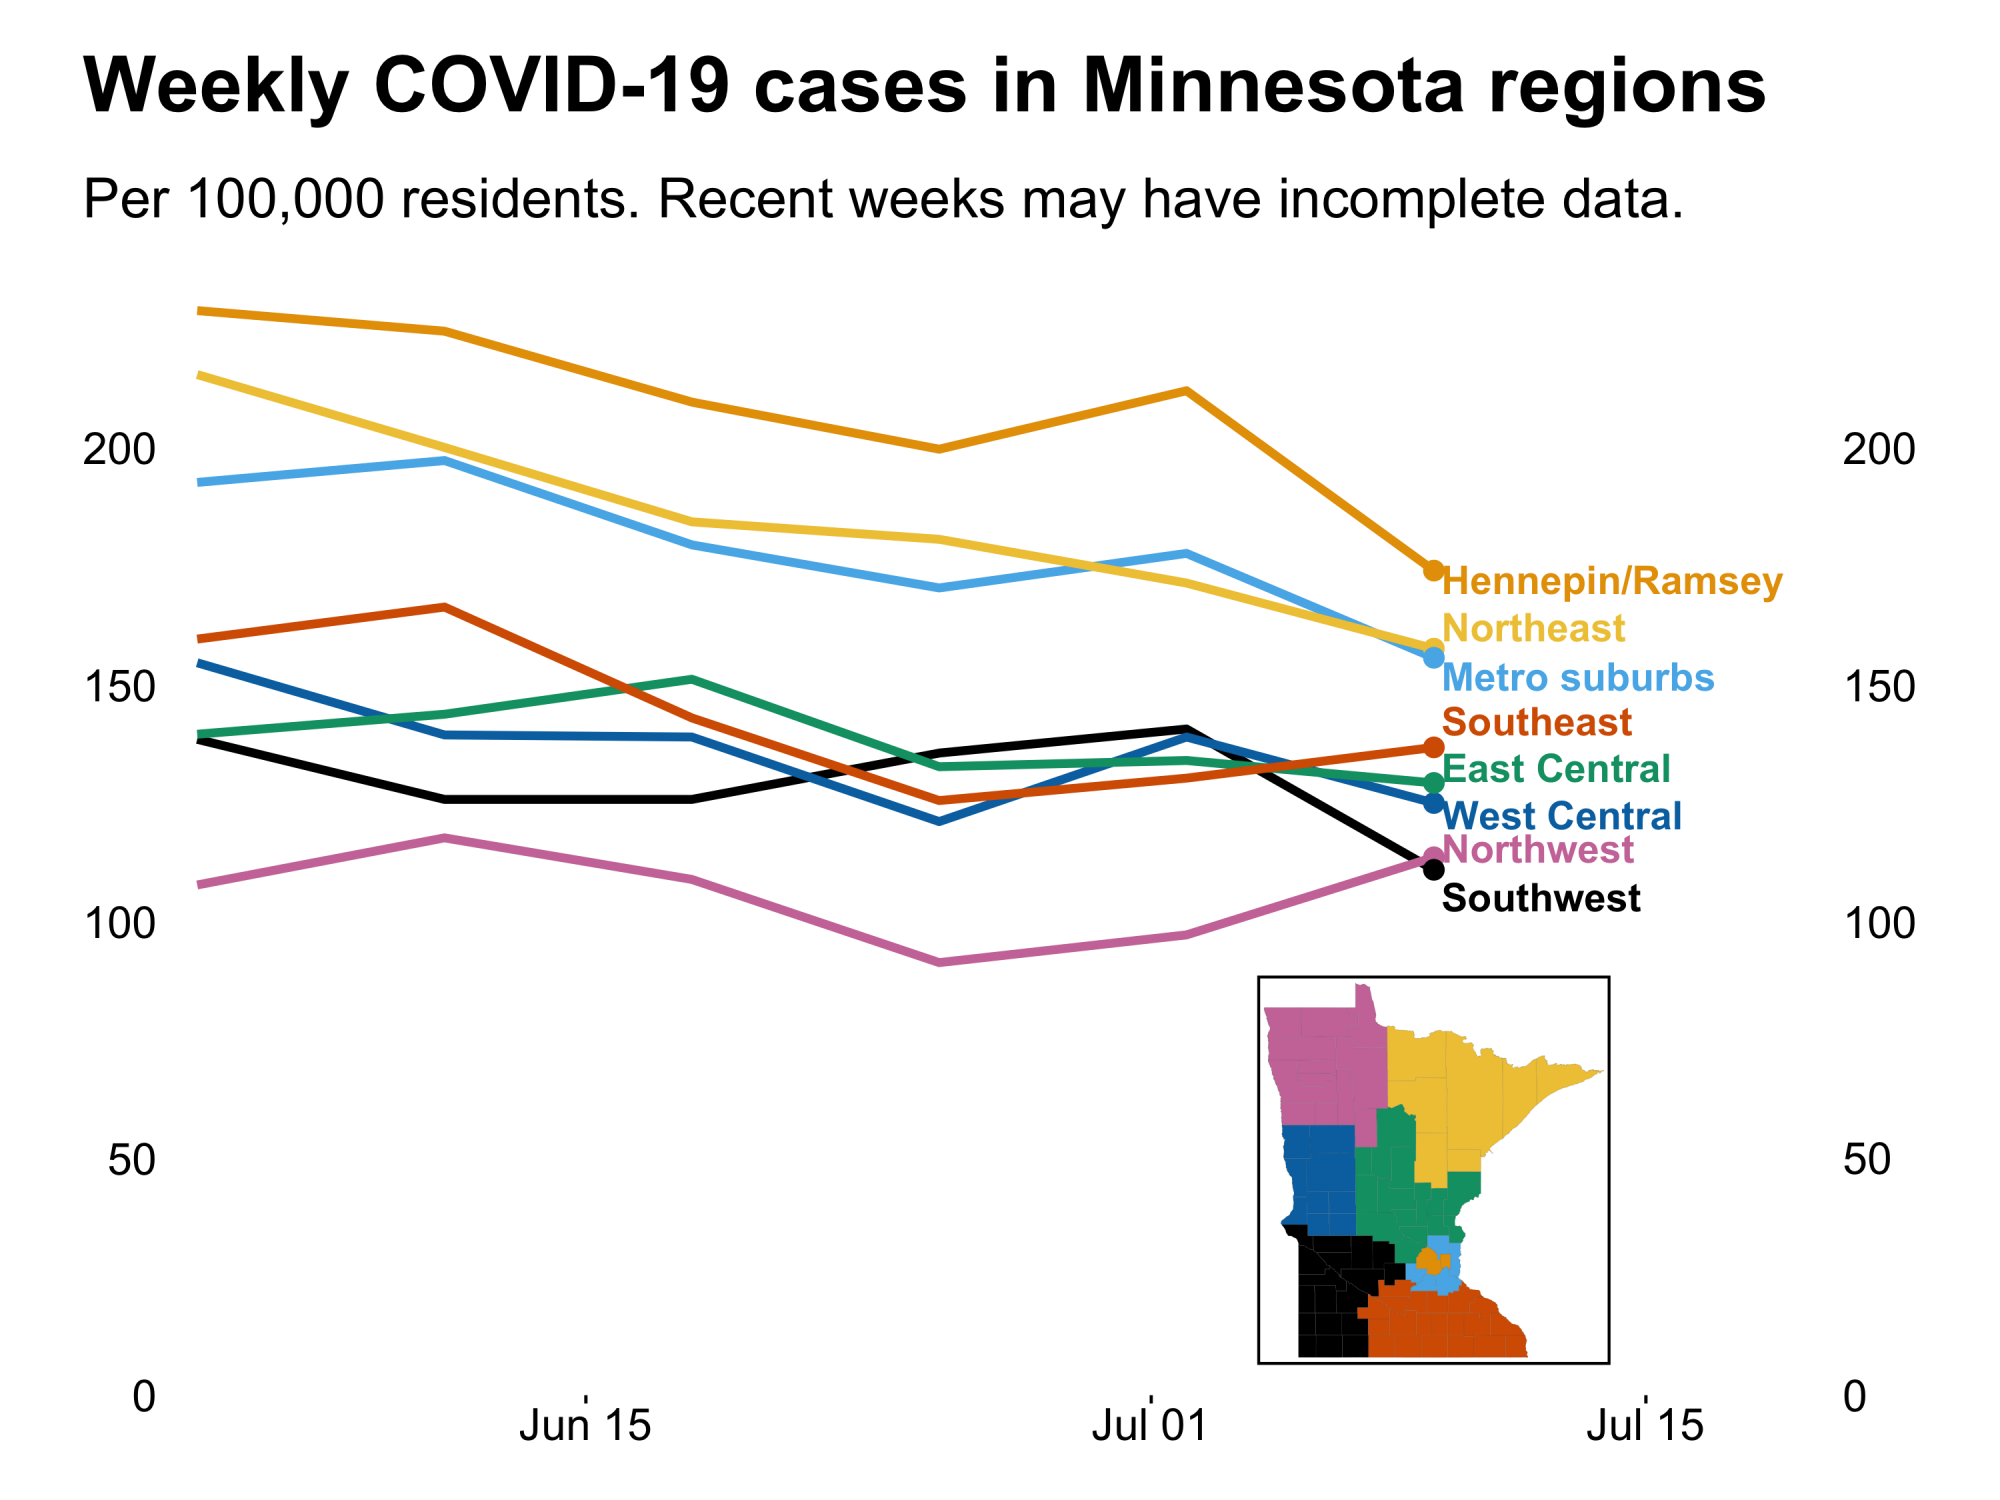 Weekly COVID-19 cases in Minnesota regions
Per 100,000 residents. Recent weeks may have incomplete data.
200
200
Hennepin/Ramsey
Northeast
Metro suburbs
150
150
Southeast
East Central
West Central
Northwest
Southwest
100
100
50
50
0
0
Jun 15
Jul 01
Jul 15